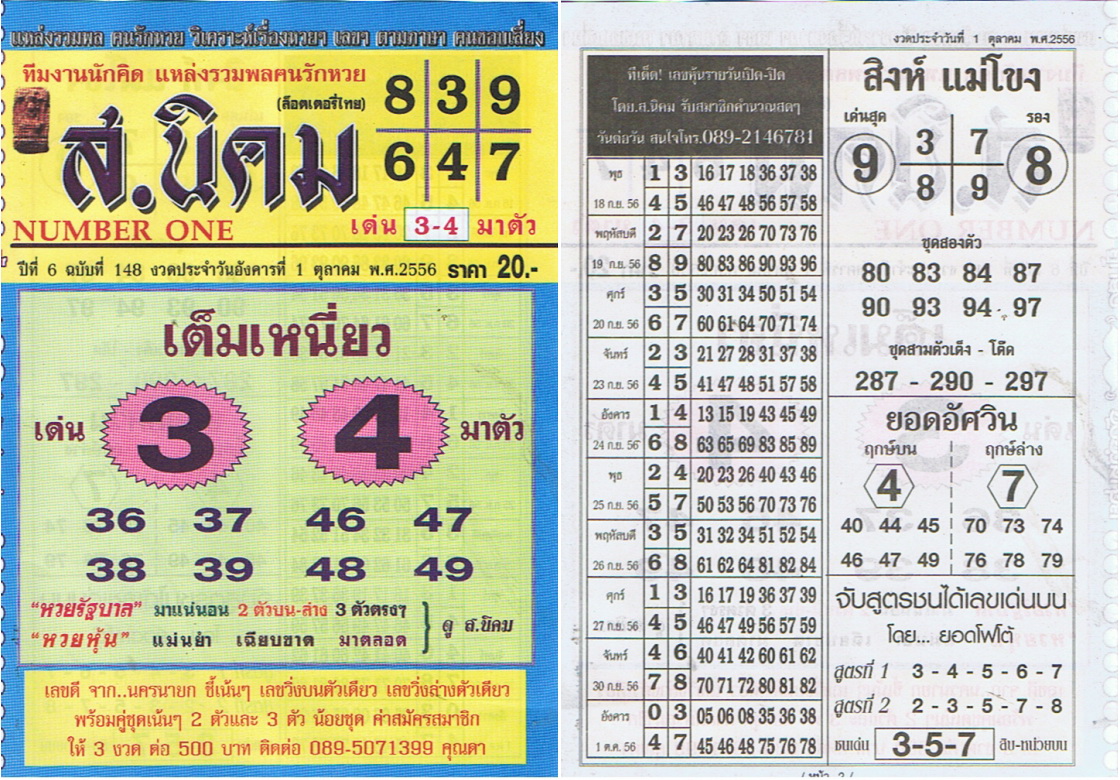 แหล่งรวมพล คนรักหวย วิเคราะห์เรื่องหวยๆ เลขๆ ตามภาษา คนชอบเสี่ยง
ทีมงานนักคิด แหล่งรวมพลคนรักหวย
(ล๊อตเตอรี่ไทย)
ส.นิคม
8 3 9
6 4 7
NUMBER ONE
เด่น 3-4 มาตัว
ปีที่ 6 ฉบับที่ 148 งวดประจำวันอังคารที่ 1 ตุลาคม พ.ศ.2556 ราคา 20.-
เต็มเหนี่ยว
เด่น 3 4 มาตัว
36 37 46 47
38 39 48 49
"หวยรัฐบาล" มาแน่นอน 2 ตัวบน-ล่าง 3 ตัวตรงๆ
"หวยหุ้น" แม่นยำ เฉียบขาด มาตลอด
ดู ส.นิคม
เลขดี จาก..นครนายก ชี้เน้นๆ เลขวิ่งบนตัวเดียว เลขวิ่งล่างตัวเดียว
พร้อมคู่ชุดเน้นๆ 2 ตัวและ 3 ตัว น้อยชุด ค่าสมัครสมาชิก
ให้ 3 งวด ต่อ 500 บาท ติดต่อ 089-5071399 คุณดา
งวดประจำวันที่ 1 ตุลาคม พ.ศ.2556
ทีเด็ด! เลขหุ้นรายวันเปิด-ปิด
โดย.ส.นิคม รับสมาชิกคำนวณสดๆ
วันต่อวัน สนใจโทร.089-2146781
พุธ 1 3 16 17 18 36 37 38
18 ก.ย. 56 4 5 46 47 48 56 57 58
พฤหัสบดี 2 7 20 23 26 70 73 76
19 ก.ย. 56 8 9 80 83 86 90 93 96
ศุกร์ 3 5 30 31 34 50 51 54
20 ก.ย. 56 6 7 60 61 64 70 71 74
จันทร์ 2 3 21 27 28 31 37 38
23 ก.ย. 56 4 5 41 47 48 51 57 58
อังคาร 1 4 13 15 19 43 45 49
24 ก.ย. 56 6 8 63 65 69 83 85 89
พุธ 2 4 20 23 26 40 43 46
25 ก.ย. 56 5 7 50 53 56 70 73 76
พฤหัสบดี 3 5 31 32 34 51 52 54
26 ก.ย. 56 6 8 61 62 64 81 82 84
ศุกร์ 1 3 16 17 19 36 37 39
27 ก.ย. 56 4 5 46 47 49 56 57 59
จันทร์ 4 6 40 41 42 60 61 62
30 ก.ย. 56 7 8 70 71 72 80 81 82
อังคาร 0 3 05 06 08 35 36 38
1 ต.ค. 56 4 7 45 46 48 75 76 78
สิงห์ แม่โขง
เด่นสุด รอง
9 3 7 8
8 9
ชุดสองตัว
80 83 84 87
90 93 94 97
ชุดสามตัวเด็ง - โด๊ด
287 - 290 - 297
ยอดอัศวิน
ฤกษ์บน ฤกษ์ล่าง
4 7
40 44 45 70 73 74
46 47 49 76 78 79
จับสูตรชนได้เลขเด่นบน
โดย... ยอดโฟโต้
สูตรที่ 1 3 - 4 - 5 - 6 - 7
สูตรที่ 2 2 - 3 - 5 - 7 - 8
ชนเด่น 3-5-7 สิบ-หน่วยบน